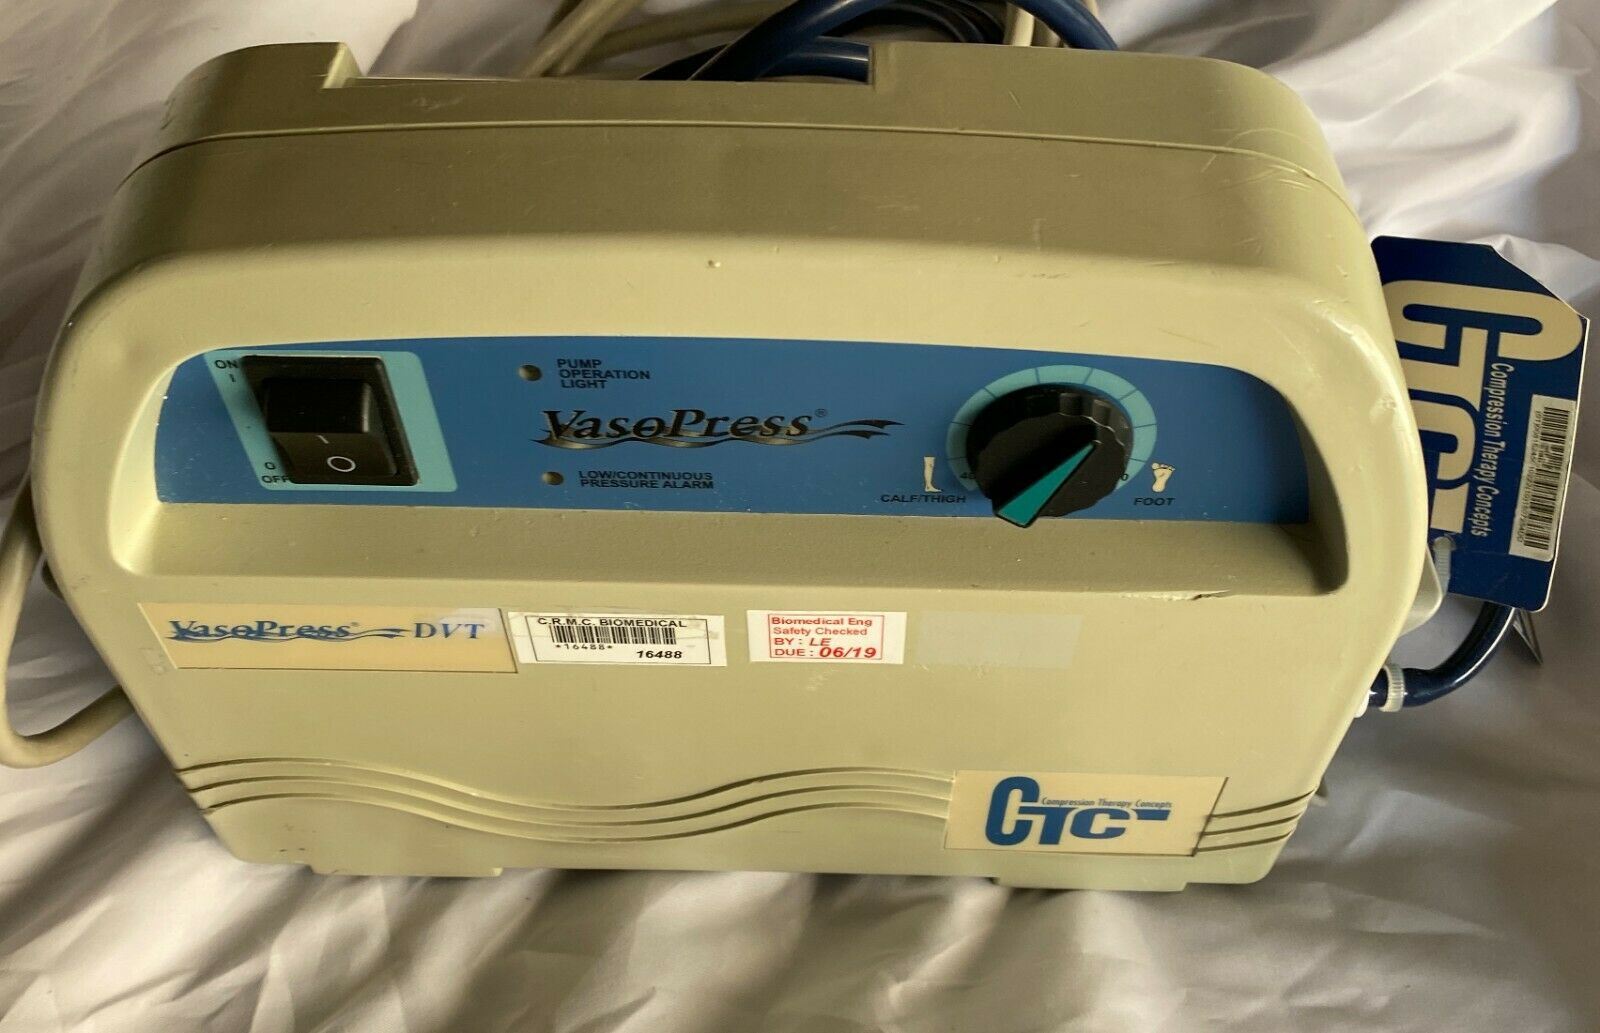 ON
I
O
OFF
I
O
PUMP
OPERATION
LIGHT
VasoPress®
LOW/CONTINUOUS
PRESSURE ALARM
CALF/THIGH
FOOT
VasoPress® DVT
C.R.M.C. BIOMEDICAL
*16488*
16488
Biomedical Eng
Safety Checked
BY: LE
DUE: 06/19
Compression Therapy Concepts
CTC
CTC
Compression Therapy Concepts